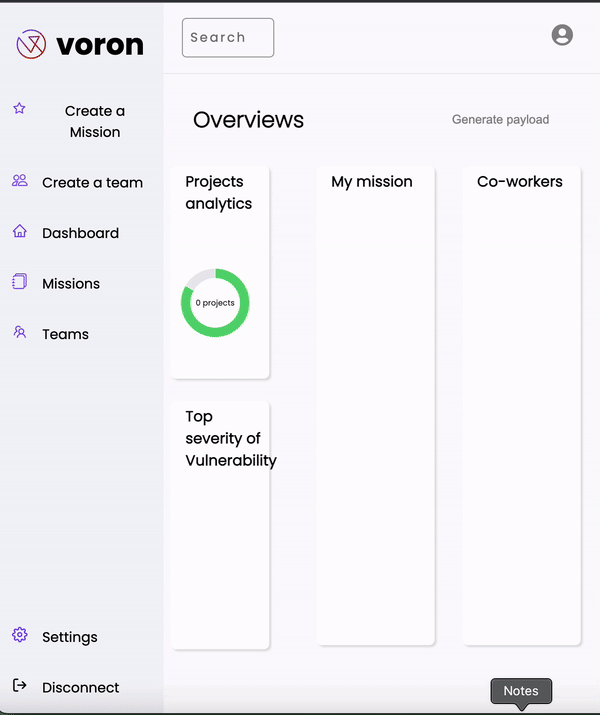 voron
Search
Create a
Mission
Create a team
Dashboard
Missions
Teams
Settings
Disconnect
Overviews
Generate payload
Projects
analytics
0 projects
Top
severity of
Vulnerability
My mission
Co-workers
Notes